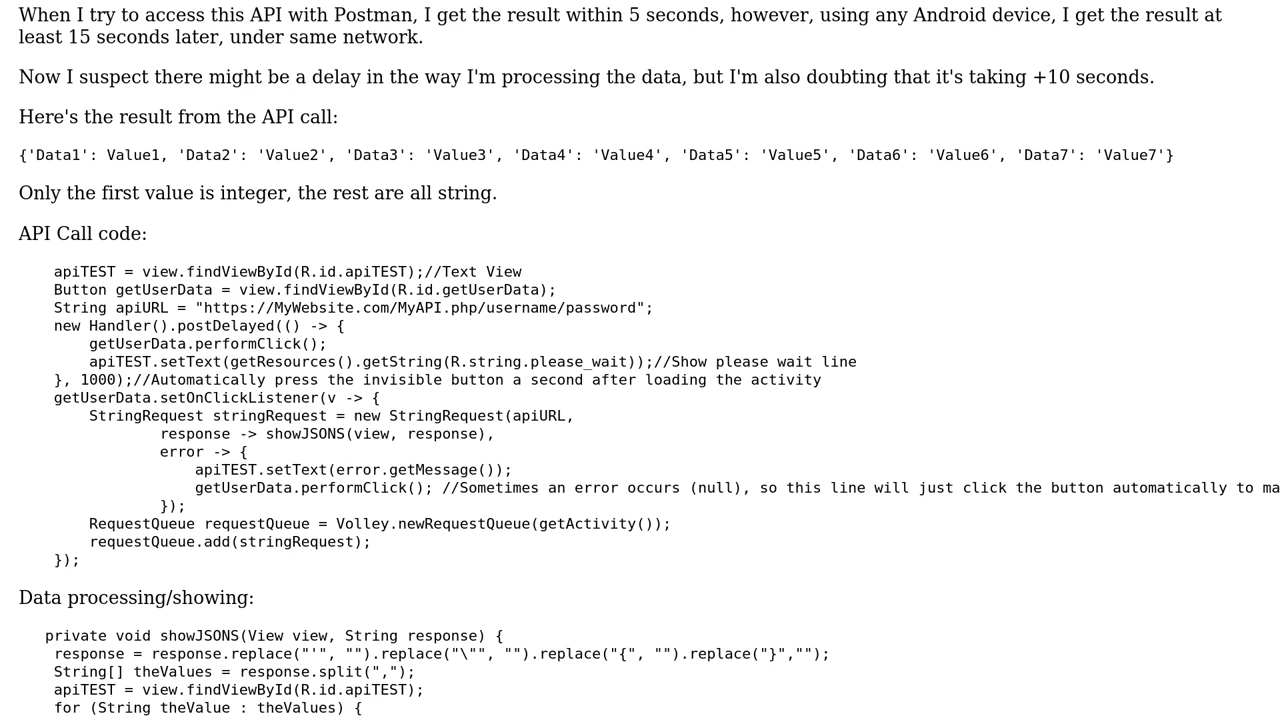 When I try to access this API with Postman, I get the result within 5 seconds, however, using any Android device, I get the result at
least 15 seconds later, under same network.
Now I suspect there might be a delay in the way I'm processing the data, but I'm also doubting that it's taking +10 seconds.
Here's the result from the API call:
{'Data1': Value1, 'Data2': 'Value2', 'Data3': 'Value3', 'Data4': 'Value4', 'Data5': 'Value5', 'Data6': 'Value6', 'Data7': 'Value7'}
Only the first value is integer, the rest are all string.
API Call code:
apiTEST = view.findViewById(R.id.apiTEST);//Text View
Button getUserData = view.findViewById(R.id.getUserData);
String apiURL = "https://MyWebsite.com/MyAPI.php/username/password";
new Handler().postDelayed(() -> {
getUserData.performClick();
apiTEST.setText(getResources().getString(R.string.please_wait));//Show please wait line
}, 1000);//Automatically press the invisible button a second after loading the activity
getUserData.setOnClickListener(v -> {
StringRequest stringRequest = new StringRequest(apiURL,
response -> showJSONS(view, response),
error -> {
apiTEST.setText(error.getMessage());
getUserData.performClick(); //Sometimes an error occurs (null), so this line will just click the button automatically to ma
});
RequestQueue requestQueue = Volley.newRequestQueue(getActivity());
requestQueue.add(stringRequest);
});
Data processing/showing:
private void showJSONS(View view, String response) {
response = response.replace("'", "").replace("\"", "").replace("{", "").replace("}","");
String[] theValues = response.split(",");
apiTEST = view.findViewById(R.id.apiTEST);
for (String theValue : theValues) {